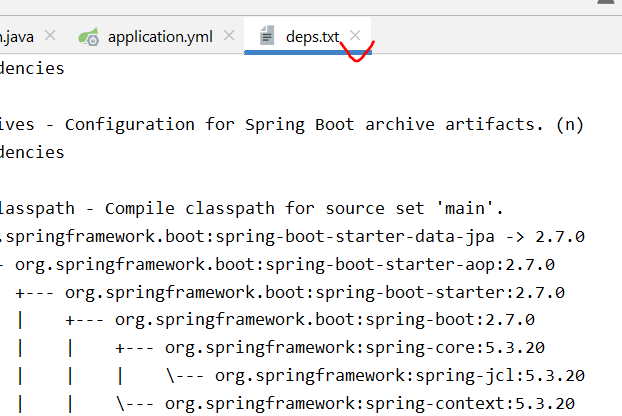 n.java application.yml deps.txt
dencies
ives - Configuration for Spring Boot archive artifacts. (n)
dencies
lasspath - Compile classpath for source set 'main'.
.springframework.boot:spring-boot-starter-data-jpa -> 2.7.0
- org.springframework.boot:spring-boot-starter-aop:2.7.0
+--- org.springframework.boot:spring-boot-starter:2.7.0
| +--- org.springframework.boot:spring-boot:2.7.0
| | +--- org.springframework:spring-core:5.3.20
| | | \--- org.springframework:spring-jcl:5.3.20
| | \--- org.springframework:spring-context:5.3.20